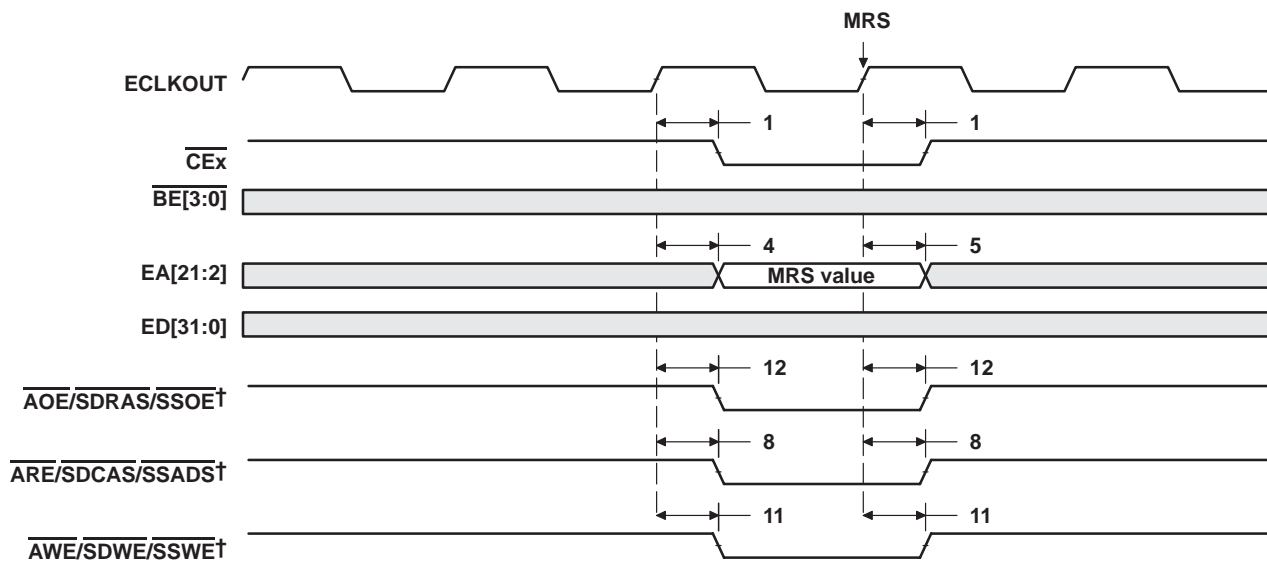 MRS
ECLKOUT
1 1
CEx
BE[3:0]
4 5
EA[21:2] MRS value
ED[31:0]
12 12
AOE/SDRAS/SSOE†
8 8
ARE/SDCAS/SSADS†
11 11
AWE/SDWE/SSWE†